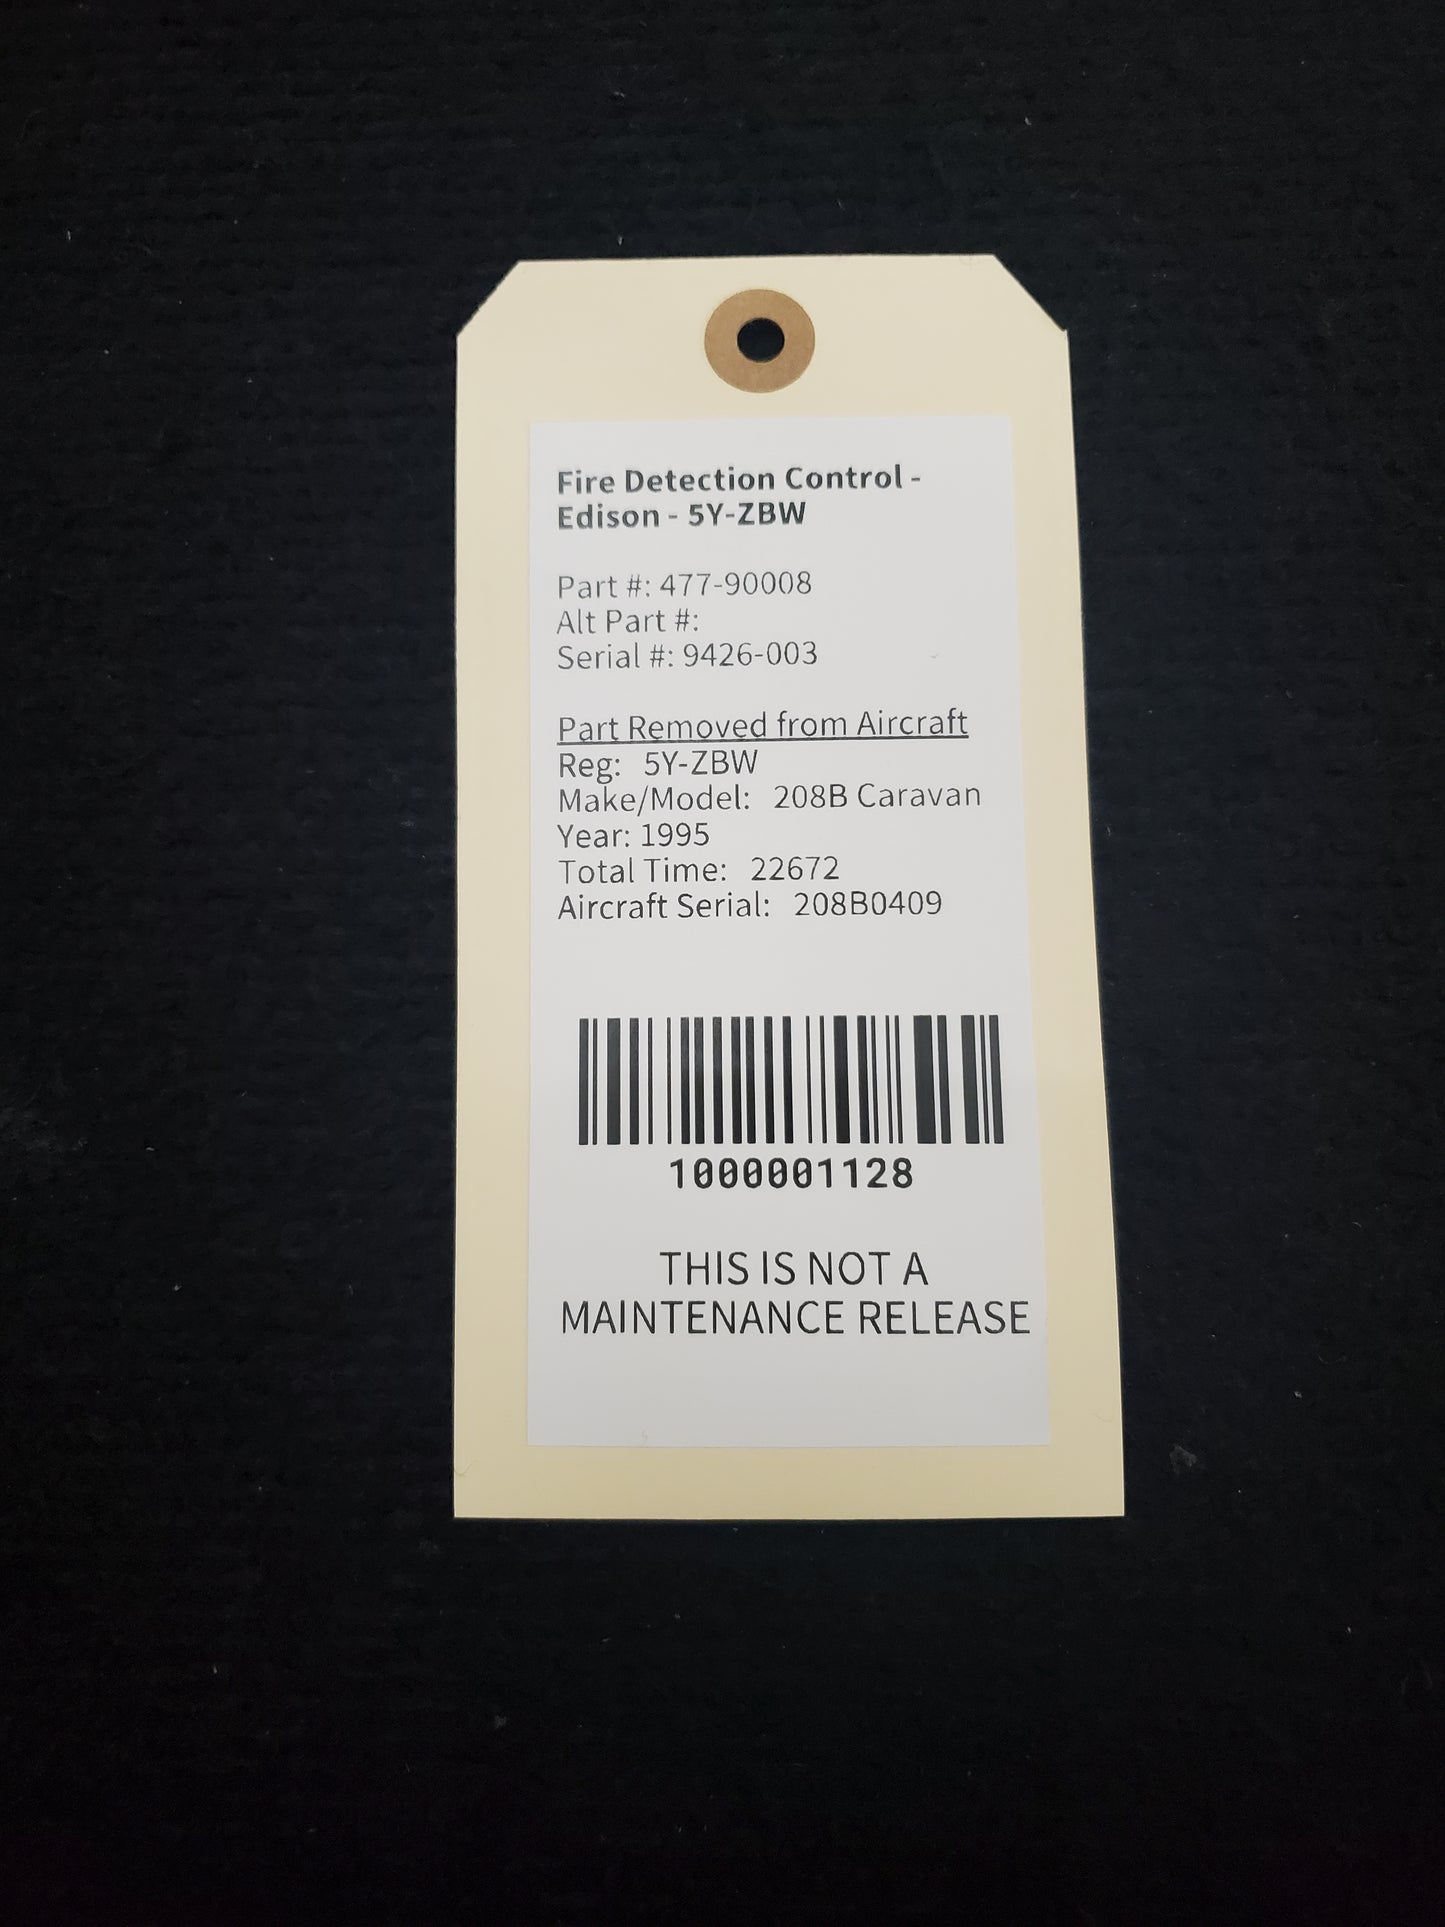 Fire Detection Control -
Edison - 5Y-ZBW
Part #: 477-90008
Alt Part #:
Serial #: 9426-003
Part Removed from Aircraft
Reg: 5Y-ZBW
Make/Model: 208B Caravan
Year: 1995
Total Time: 22672
Aircraft Serial: 208B0409
1000001128
THIS IS NOT A
MAINTENANCE RELEASE